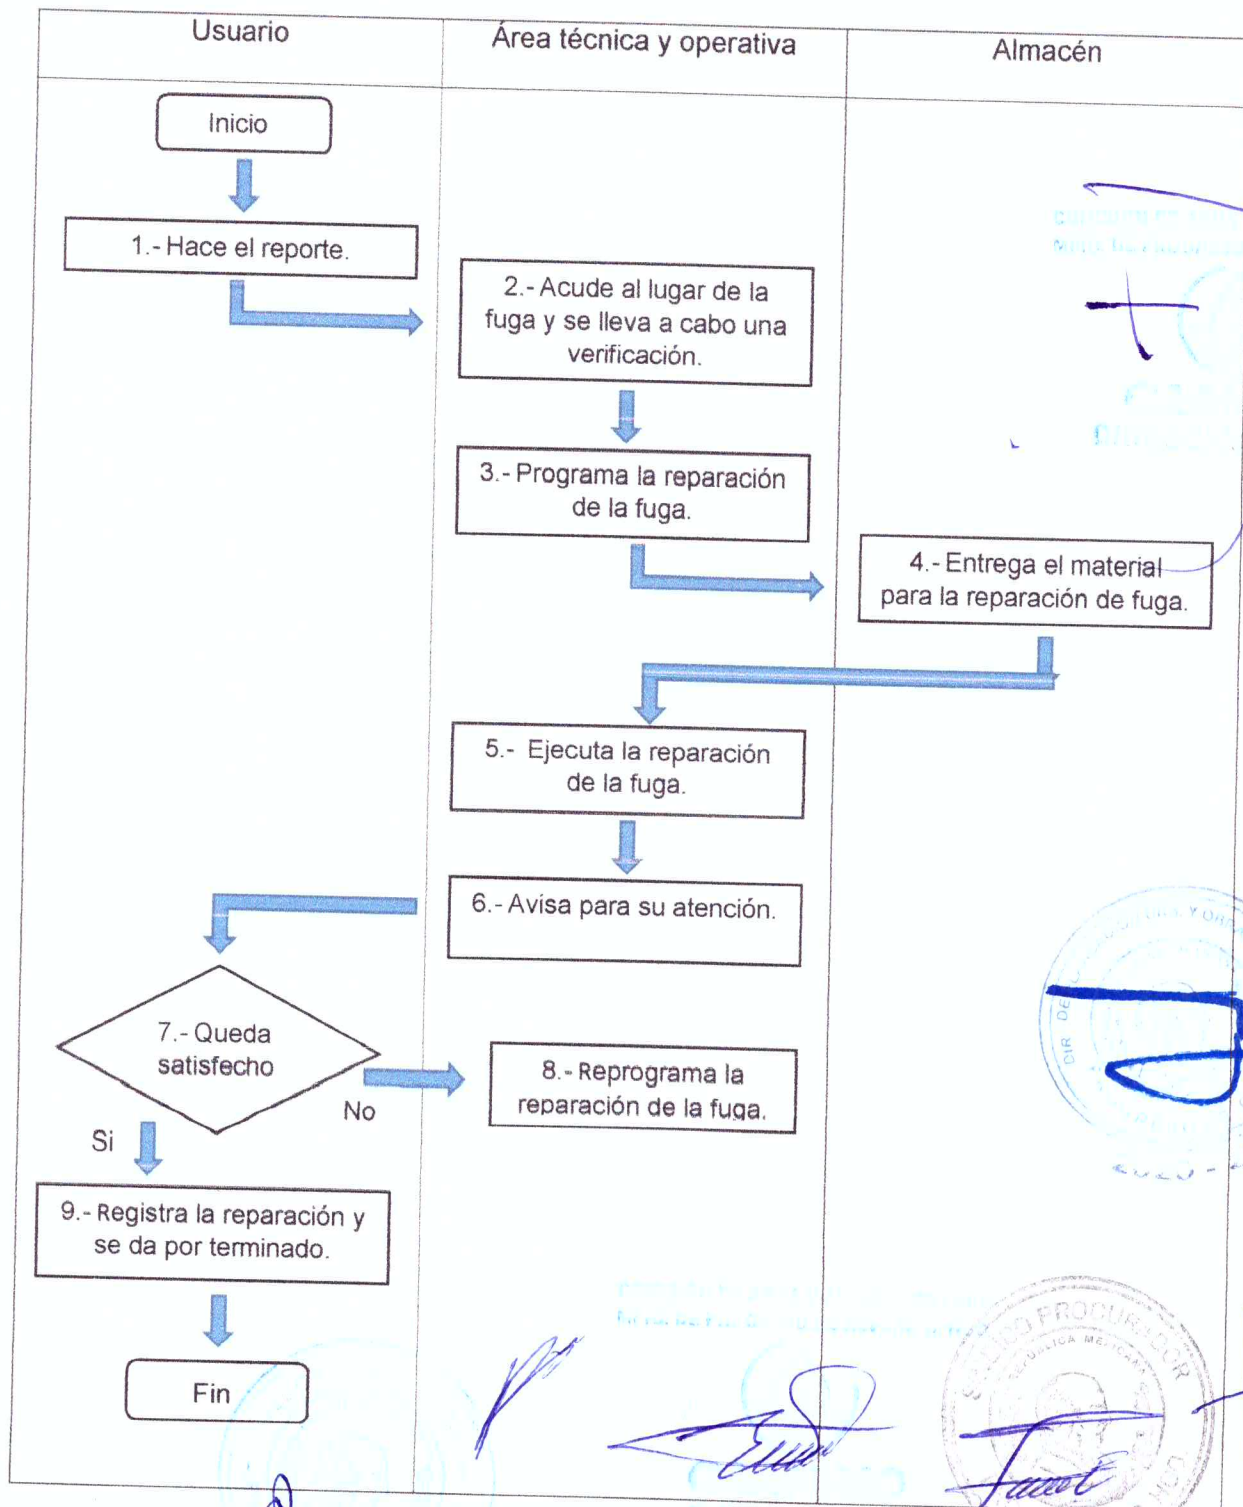 Usuario
Área técnica y operativa
Almacén
Inicio
1.- Hace el reporte.
2.- Acude al lugar de la
fuga y se lleva a cabo una
verificación.
3.- Programa la reparación
de la fuga.
4.- Entrega el material
para la reparación de fuga.
5.- Ejecuta la reparación
de la fuga.
6.- Avisa para su atención.
7.- Queda
satisfecho
No
Si
8.- Reprograma la
reparación de la fuga.
9.- Registra la reparación y
se da por terminado.
Fin
PROCURADOR
REPÚBLICA MEXICANA